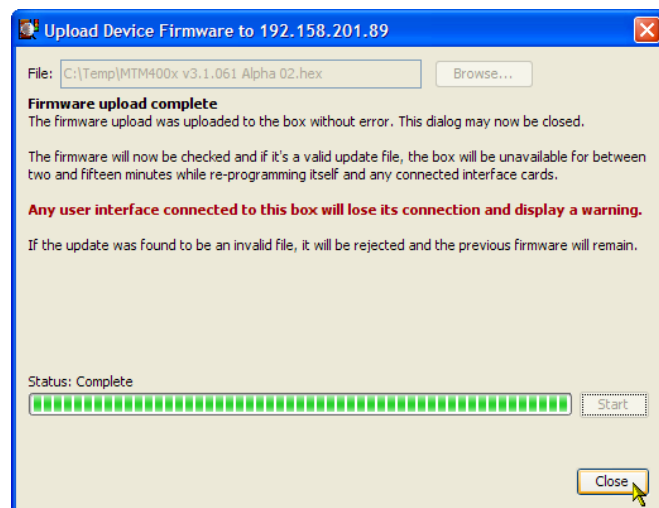 Upload Device Firmware to 192.158.201.89
File: C:\Temp\MTM400x v3.1.061 Alpha 02.hex Browse...
Firmware upload complete
The firmware upload was uploaded to the box without error. This dialog may now be closed.
The firmware will now be checked and if it's a valid update file, the box will be unavailable for between
two and fifteen minutes while re-programming itself and any connected interface cards.
Any user interface connected to this box will lose its connection and display a warning.
If the update was found to be an invalid file, it will be rejected and the previous firmware will remain.
Status: Complete
Start
Close